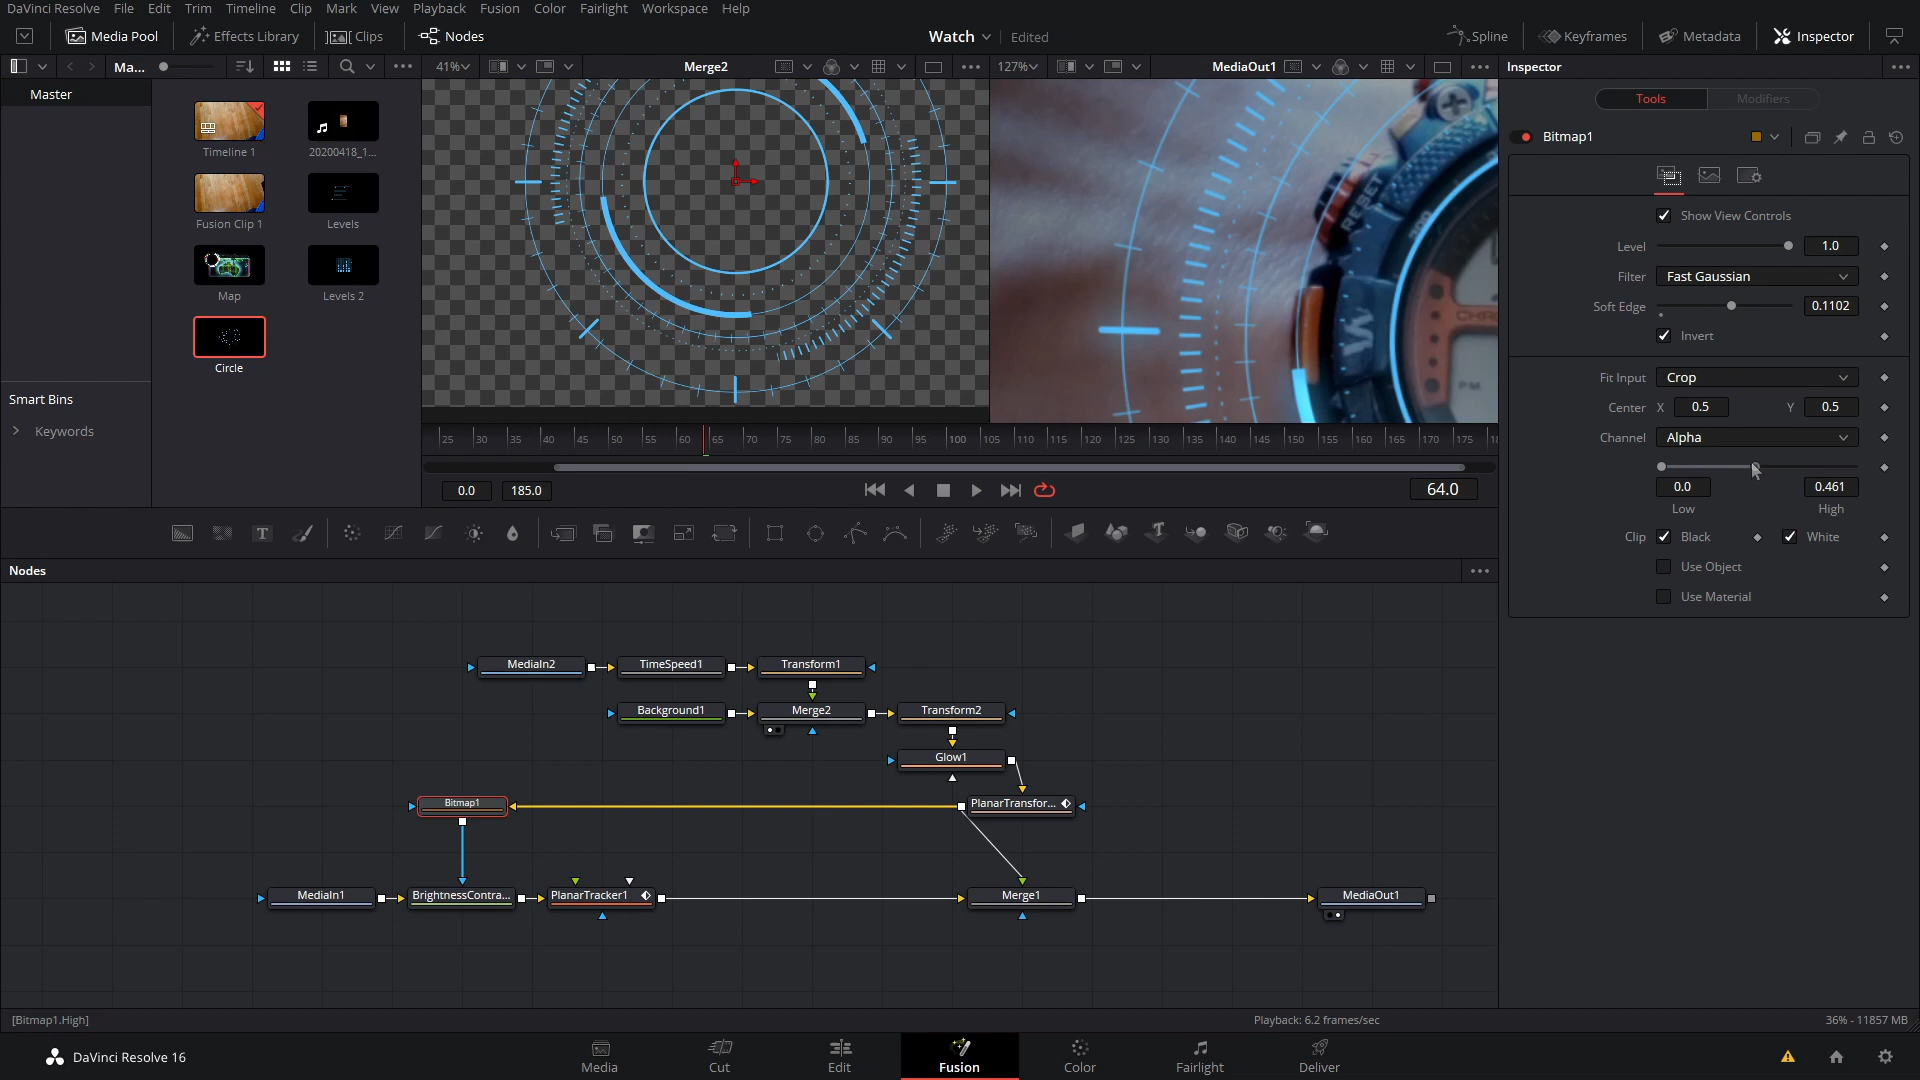 DaVinci Resolve File Edit Trim Timeline Clip Mark View Playback Fusion Color Fairlight Workspace Help
Media Pool Effects Library Clips Nodes Watch Edited Spline Keyframes Metadata Inspector
Ma... 41% Merge2 127% MediaOut1 Inspector
Master
Timeline 1
20200418_1...
Fusion Clip 1
Levels
Map
Levels 2
Circle
Smart Bins
Keywords
RESET
200
CHRO
P.M.
25 30 35 40 45 50 55 60 65 70 75 80 85 90 95 100 105 110 115 120 125 130 135 140 145 150 155 160 165 170 175
0.0 185.0 64.0
Tools Modifiers
Bitmap1
Show View Controls
Level 1.0
Filter Fast Gaussian
Soft Edge 0.1102
Invert
Fit Input Crop
Center X 0.5 Y 0.5
Channel Alpha
0.0 0.461
Low High
Clip Black White
Use Object
Use Material
T
Nodes
MediaIn2 TimeSpeed1 Transform1
Background1 Merge2 Transform2
Glow1
Bitmap1 PlanarTransfor...
MediaIn1 BrightnessContra... PlanarTracker1 Merge1 MediaOut1
[Bitmap1.High] Playback: 6.2 frames/sec 36% - 11857 MB
DaVinci Resolve 16
Media Cut Edit Fusion Color Fairlight Deliver